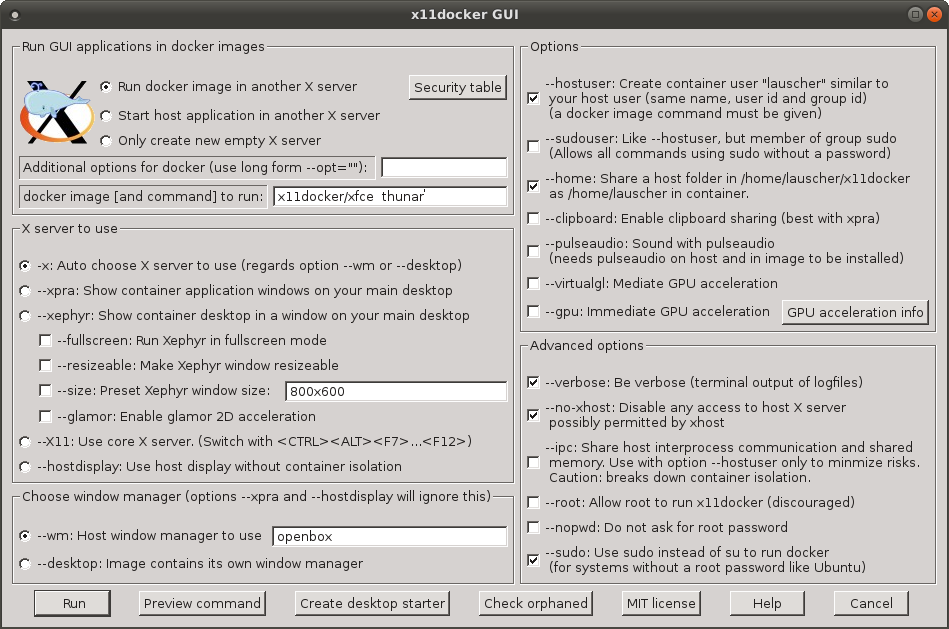 x11docker GUI
Run GUI applications in docker images
Run docker image in another X server
Security table
Start host application in another X server
Only create new empty X server
Additional options for docker (use long form --opt=""):
docker image [and command] to run: x11docker/xfce thunar
X server to use
-x: Auto choose X server to use (regards option --wm or --desktop)
--xpra: Show container application windows on your main desktop
--xephyr: Show container desktop in a window on your main desktop
--fullscreen: Run Xephyr in fullscreen mode
--resizeable: Make Xephyr window resizeable
--size: Preset Xephyr window size: 800x600
--glamor: Enable glamor 2D acceleration
--X11: Use core X server. (Switch with <CTRL><ALT><F7>...<F12>)
--hostdisplay: Use host display without container isolation
Choose window manager (options --xpra and --hostdisplay will ignore this)
--wm: Host window manager to use openbox
--desktop: Image contains its own window manager
Options
--hostuser: Create container user "lauscher" similar to
your host user (same name, user id and group id)
(a docker image command must be given)
--sudouser: Like --hostuser, but member of group sudo
(Allows all commands using sudo without a password)
--home: Share a host folder in /home/lauscher/x11docker
as /home/lauscher in container.
--clipboard: Enable clipboard sharing (best with xpra)
--pulseaudio: Sound with pulseaudio
(needs pulseaudio on host and in image to be installed)
--virtualgl: Mediate GPU acceleration
--gpu: Immediate GPU acceleration
GPU acceleration info
Advanced options
--verbose: Be verbose (terminal output of logfiles)
--no-xhost: Disable any access to host X server
possibly permitted by xhost
--ipc: Share host interprocess communication and shared
memory. Use with option --hostuser only to minmize risks.
Caution: breaks down container isolation.
--root: Allow root to run x11docker (discouraged)
--nopwd: Do not ask for root password
--sudo: Use sudo instead of su to run docker
(for systems without a root password like Ubuntu)
Run
Preview command
Create desktop starter
Check orphaned
MIT license
Help
Cancel